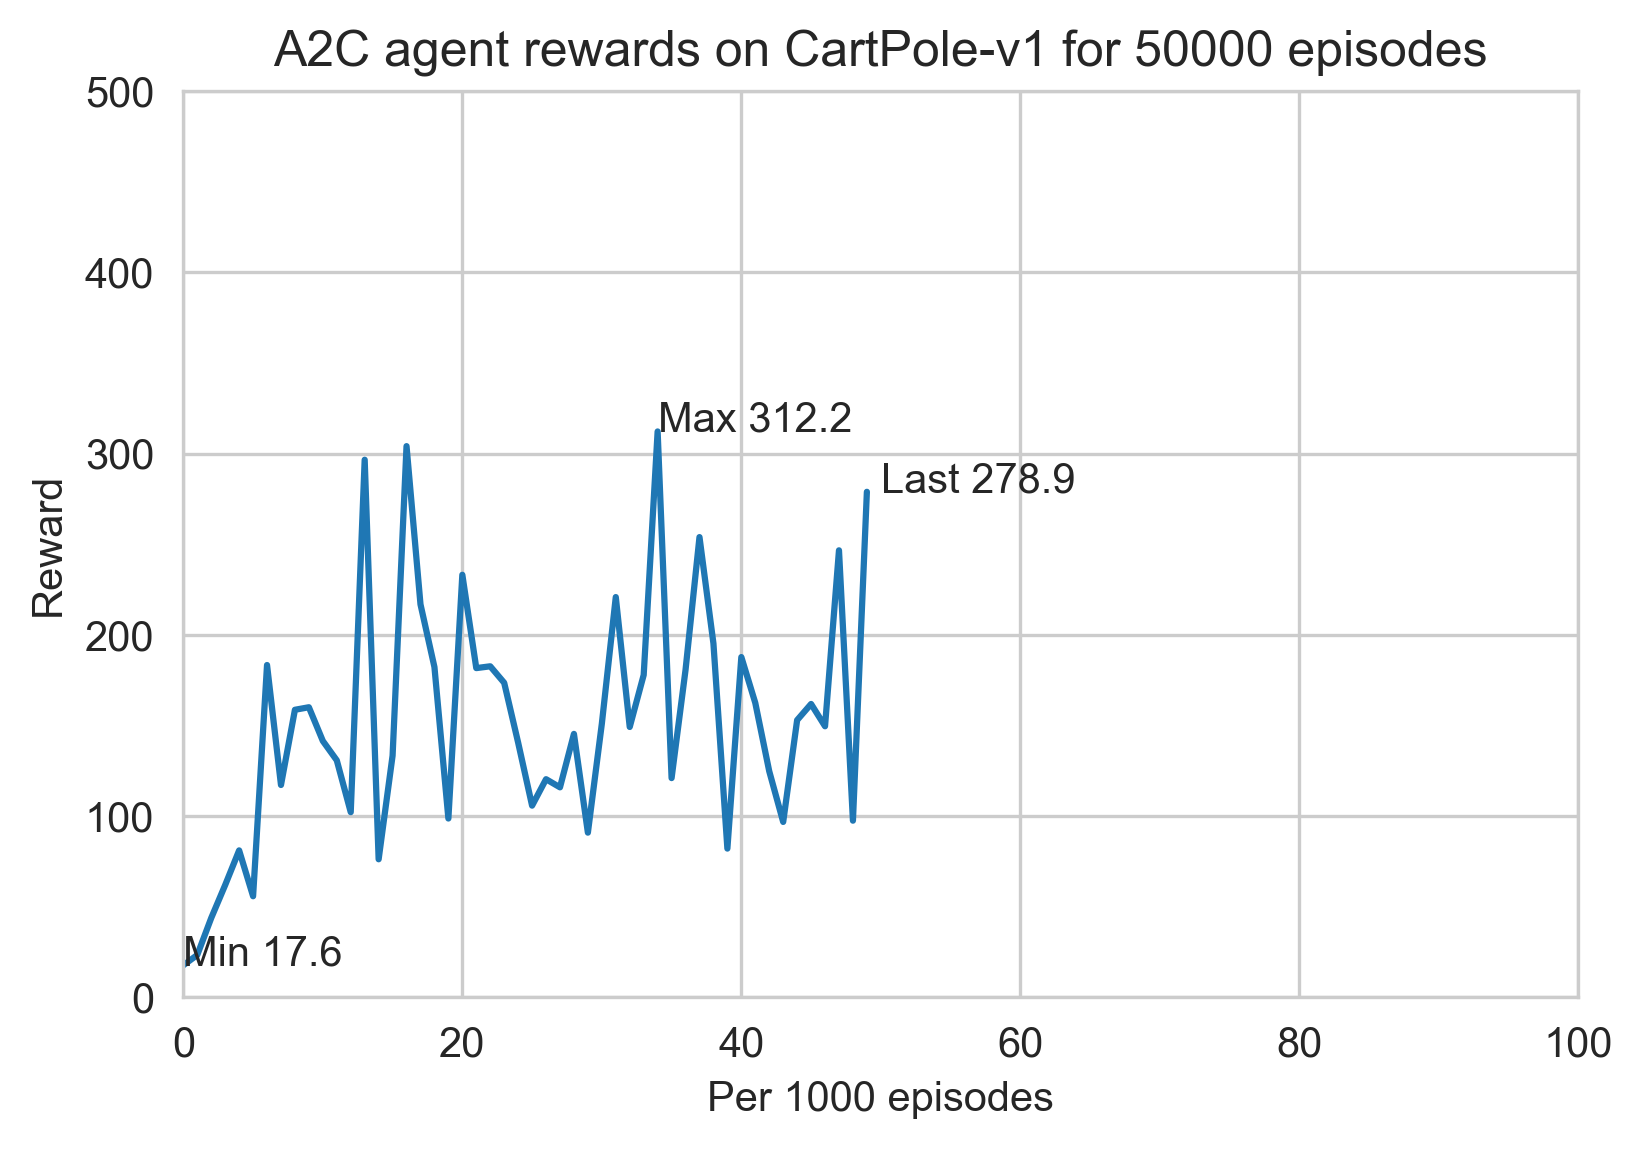 A2C agent rewards on CartPole-v1 for 50000 episodes
500
400
300
200
100
0
Reward
Max 312.2
Last 278.9
Min 17.6
0 20 40 60 80 100
Per 1000 episodes